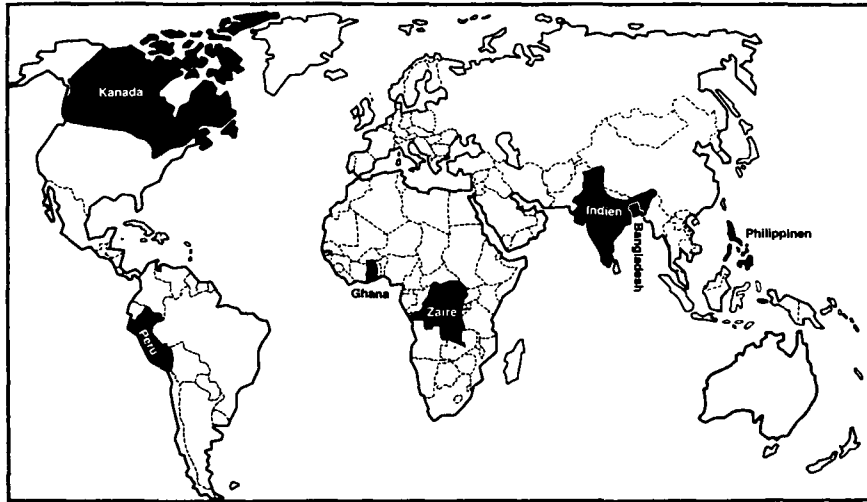 Kanada
Indien
Bangladesh
Philippinen
Ghana
Zaire
Peru